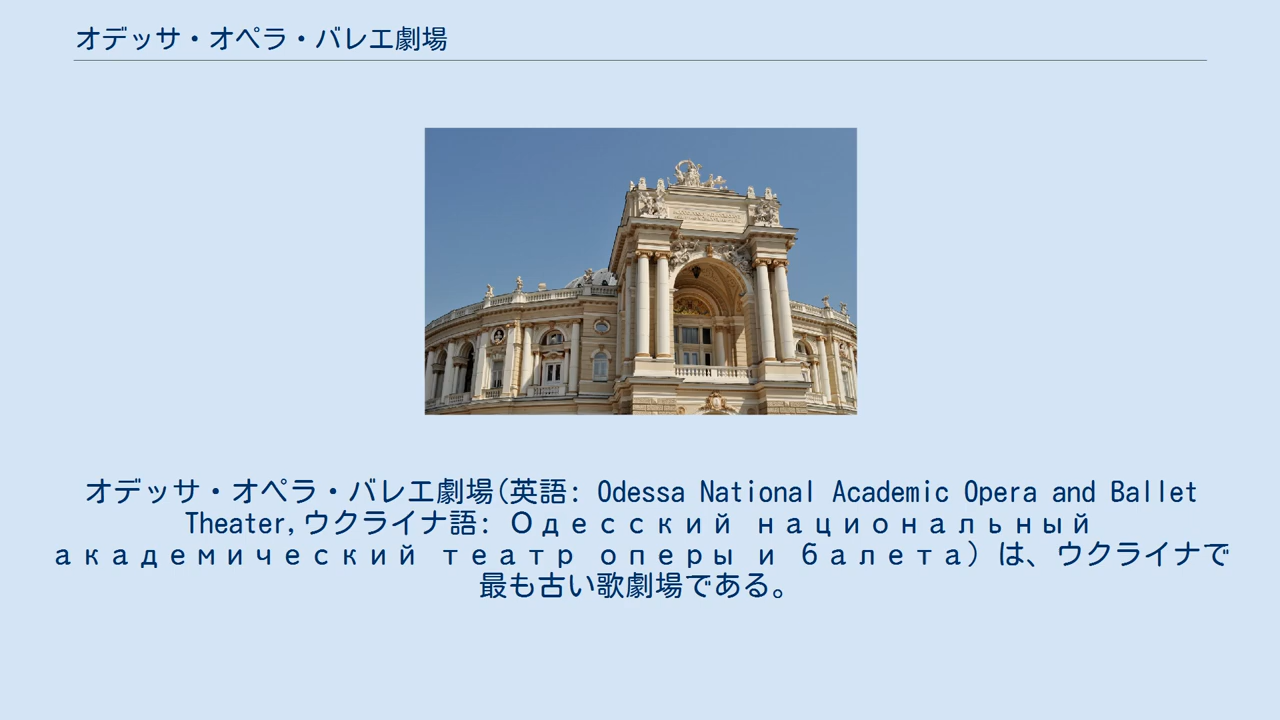 オデッサ・オペラ・バレエ劇場
オデッサ・オペラ・バレエ劇場(英語: Odessa National Academic Opera and Ballet
Theater,ウクライナ語: Одесский национальный
академический театр оперы и балета) は、ウクライナで
最も古い歌劇場である。